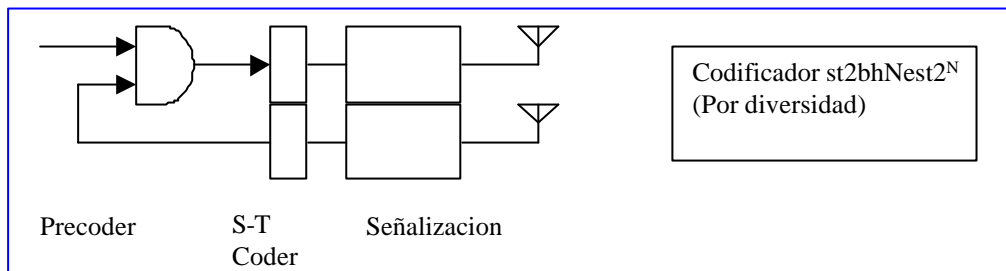 Codificador st2bhNest2ᴺ
(Por diversidad)
Precoder
S-T
Coder
Señalizacion